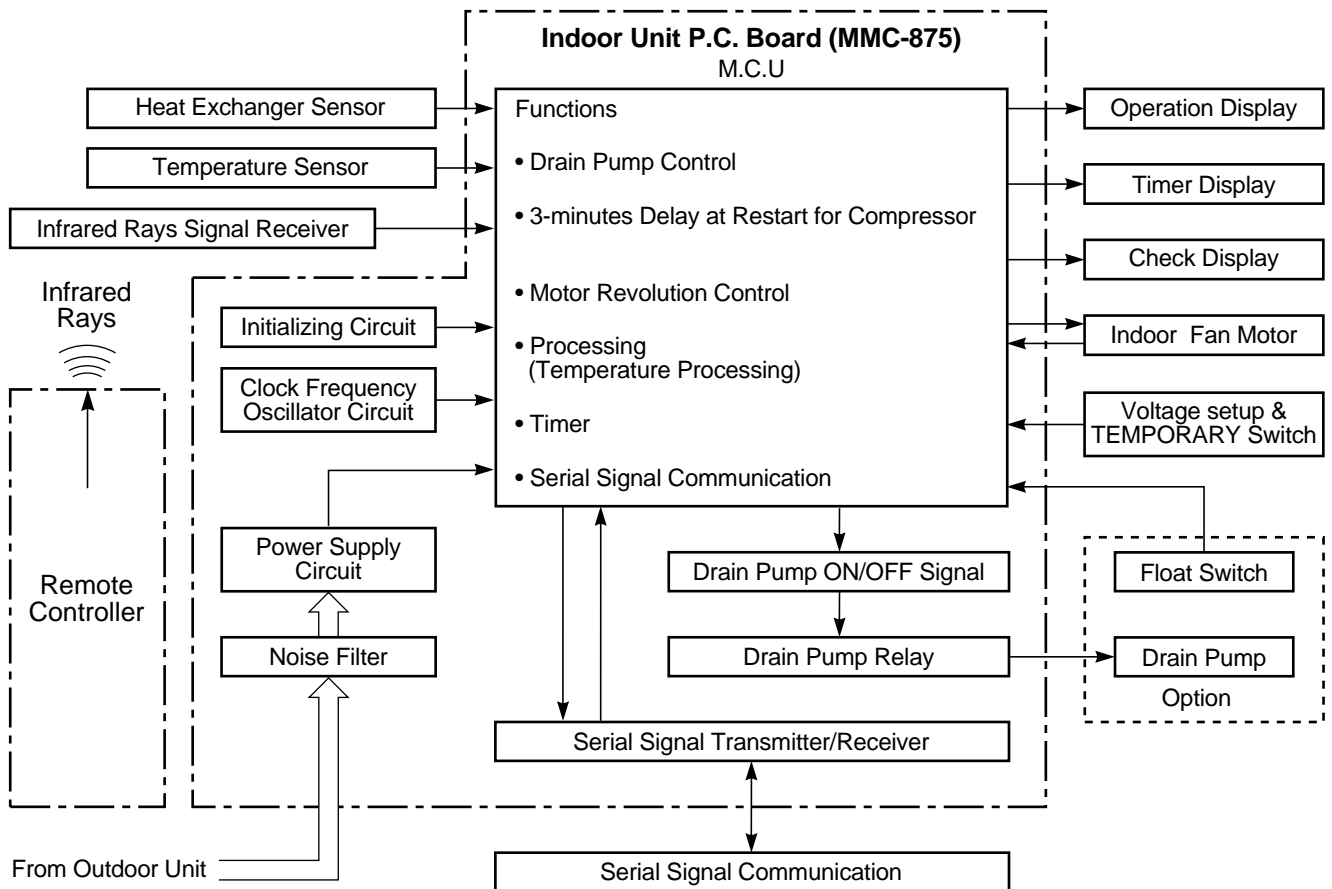 Indoor Unit P.C. Board (MMC-875)
M.C.U
Heat Exchanger Sensor
Temperature Sensor
Infrared Rays Signal Receiver
Infrared
Rays
Initializing Circuit
Clock Frequency
Oscillator Circuit
Power Supply
Circuit
Noise Filter
Remote
Controller
From Outdoor Unit
Functions
• Drain Pump Control
• 3-minutes Delay at Restart for Compressor
• Motor Revolution Control
• Processing
(Temperature Processing)
• Timer
• Serial Signal Communication
Drain Pump ON/OFF Signal
Drain Pump Relay
Serial Signal Transmitter/Receiver
Serial Signal Communication
Operation Display
Timer Display
Check Display
Indoor Fan Motor
Voltage setup &
TEMPORARY Switch
Float Switch
Drain Pump
Option